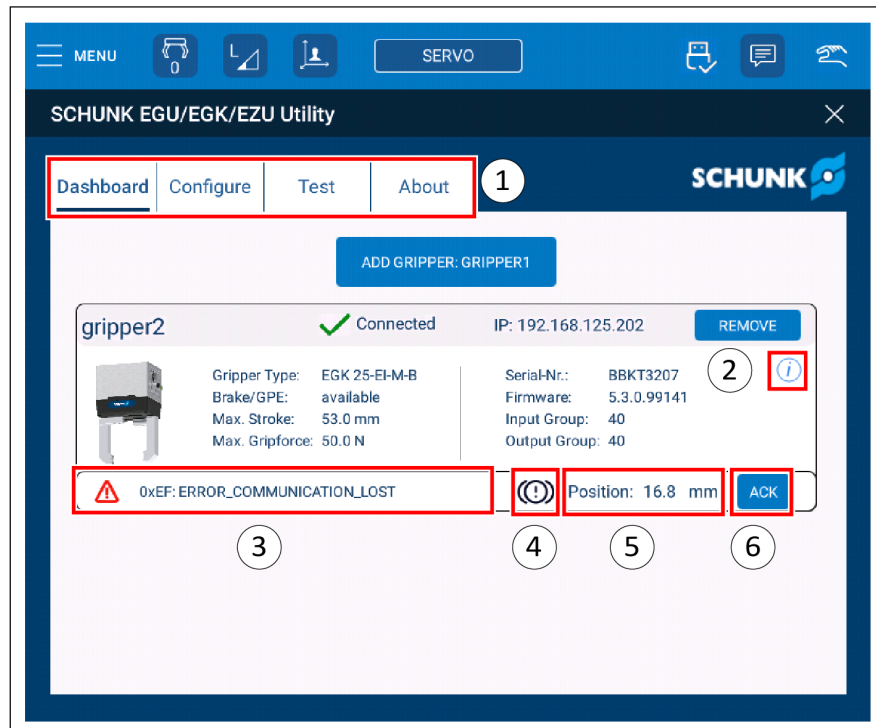 MENU
0
L
SERVO
SCHUNK EGU/EGK/EZU Utility
Dashboard Configure Test About
1
SCHUNK
ADD GRIPPER: GRIPPER1
gripper2 Connected IP: 192.168.125.202 REMOVE
2
i
Gripper Type: EGK 25-EI-M-B Serial-Nr.: BBKT3207
Brake/GPE: available Firmware: 5.3.0.99141
Max. Stroke: 53.0 mm Input Group: 40
Max. Gripforce: 50.0 N Output Group: 40
0xEF: ERROR_COMMUNICATION_LOST Position: 16.8 mm ACK
3 4 5 6